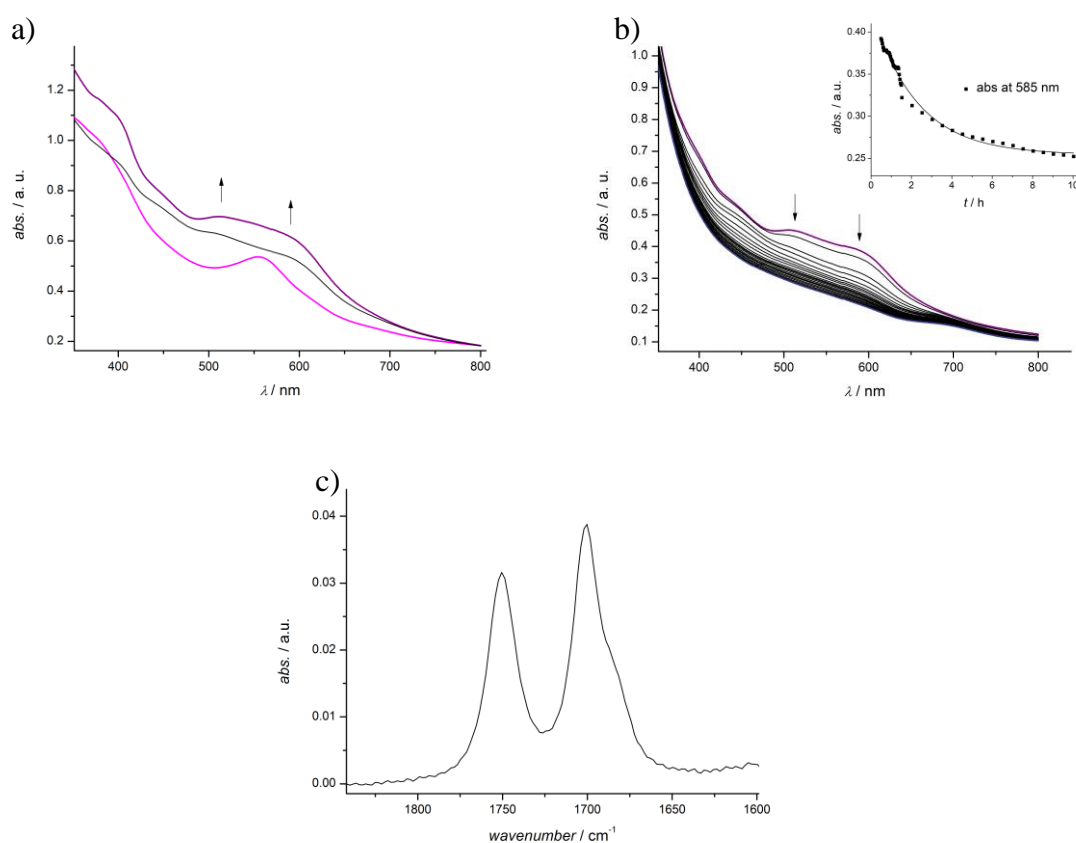 a)
1.2
1.0
0.8
0.6
0.4
0.2
abs. / a. u.
400 500 600 700 800
λ / nm
b)
1.0
0.9
0.8
0.7
0.6
0.5
0.4
0.3
0.2
0.1
abs. / a. u.
400 500 600 700 800
λ / nm
0.40
0.35
0.30
0.25
abs. / a.u.
abs at 585 nm
0 2 4 6 8 10
t / h
c)
0.04
0.03
0.02
0.01
0.00
abs. / a.u.
1800 1750 1700 1650 1600
wavenumber / cm⁻¹